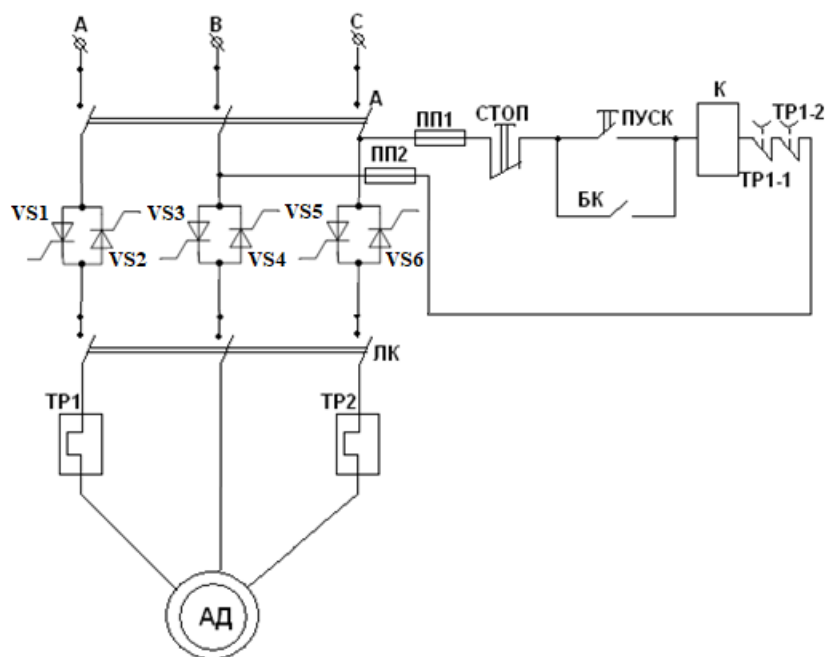 А
В
С
А
ПП1
СТОП
ПУСК
К
ТР1-2
ПП2
БК
ТР1-1
VS1
VS3
VS5
VS2
VS4
VS6
ЛК
ТР1
ТР2
АД